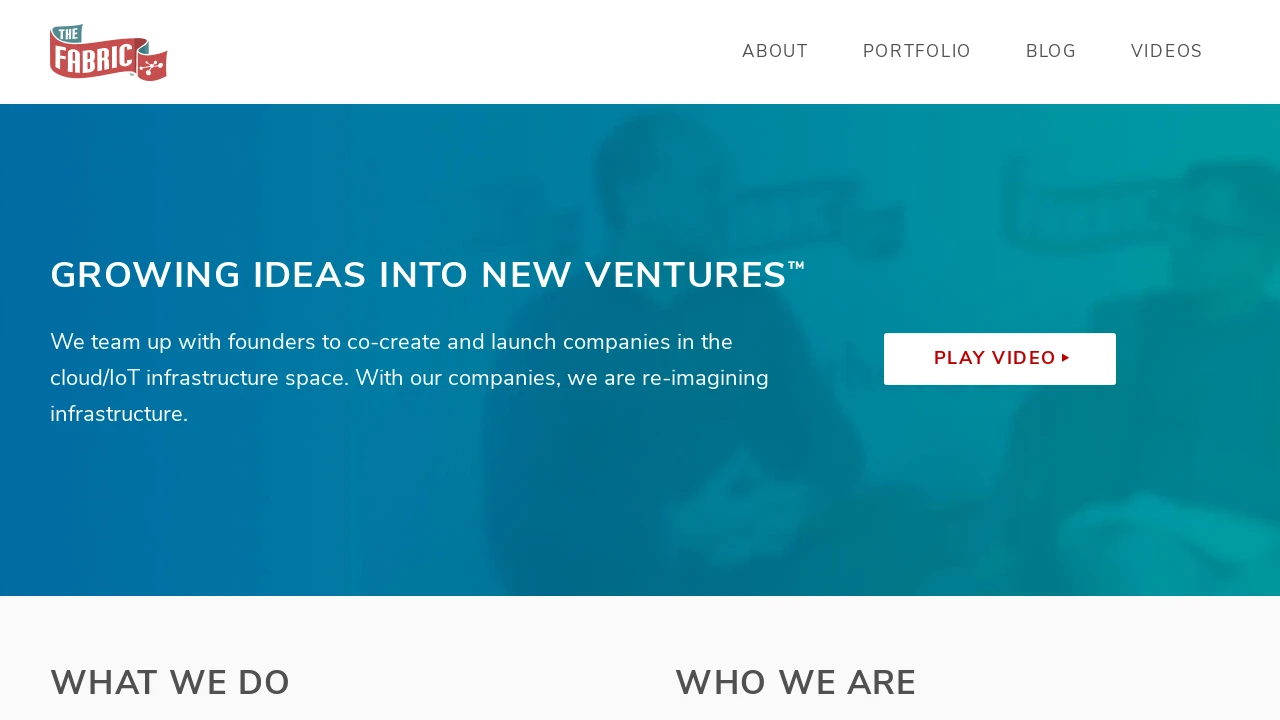 THE
FABRIC
ABOUT
PORTFOLIO
BLOG
VIDEOS
GROWING IDEAS INTO NEW VENTURES™
We team up with founders to co-create and launch companies in the
cloud/IoT infrastructure space. With our companies, we are re-imagining
infrastructure.
PLAY VIDEO
WHAT WE DO
WHO WE ARE